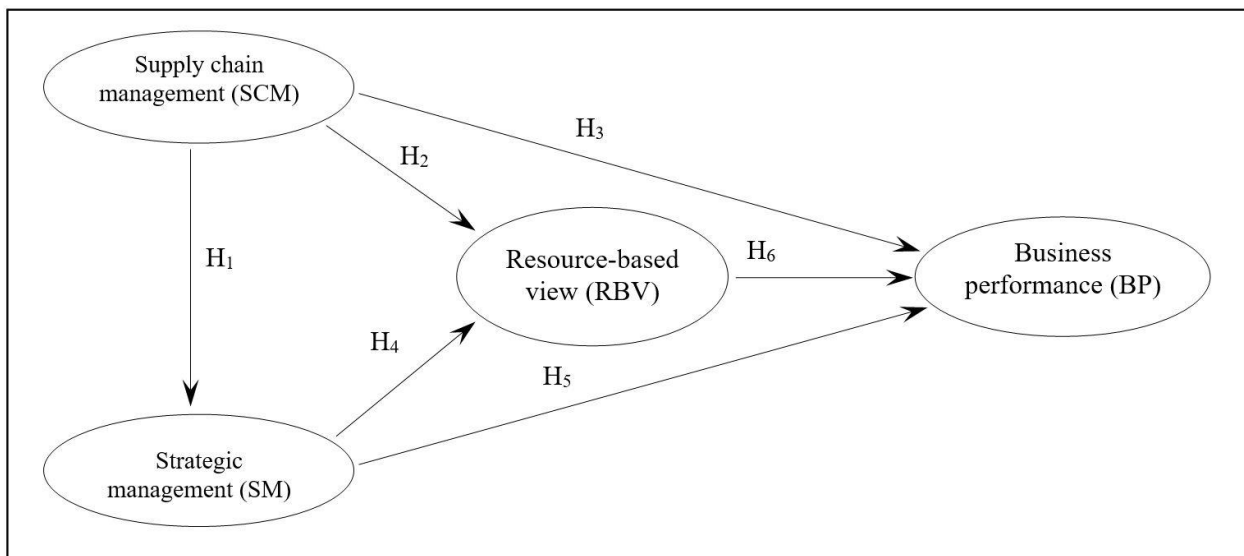 Supply chain
management (SCM)
H₃
H₂
H₁
Resource-based
view (RBV)
H₆
Business
performance (BP)
H₄
H₅
Strategic
management (SM)